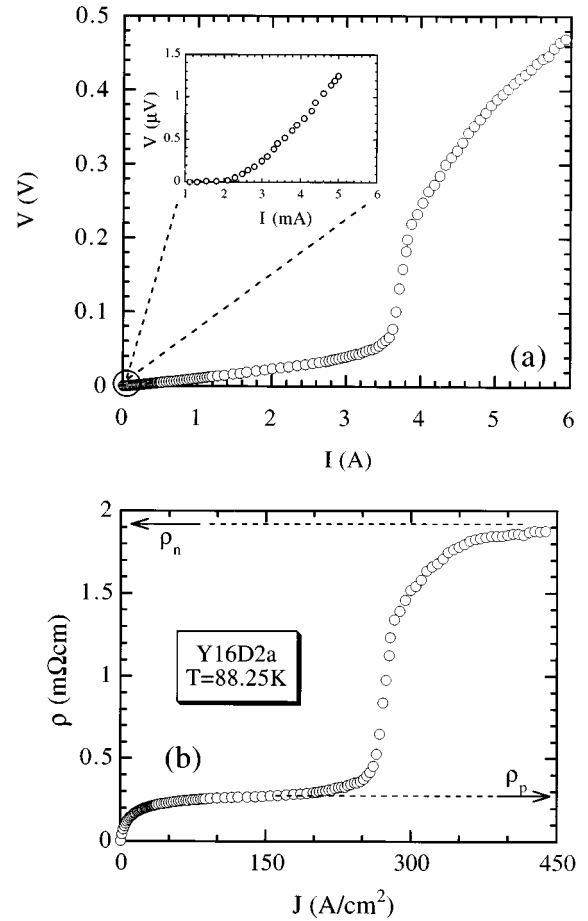 0.5
0.4
0.3
0.2
0.1
0
V (V)
1.5
1
0.5
0
V (μV)
1 2 3 4 5 6
I (mA)
(a)
0 1 2 3 4 5 6
I (A)
2
1.5
1
0.5
0
ρ (mΩcm)
ρn
Y16D2a
T=88.25K
(b)
ρp
0 150 300 450
J (A/cm²)